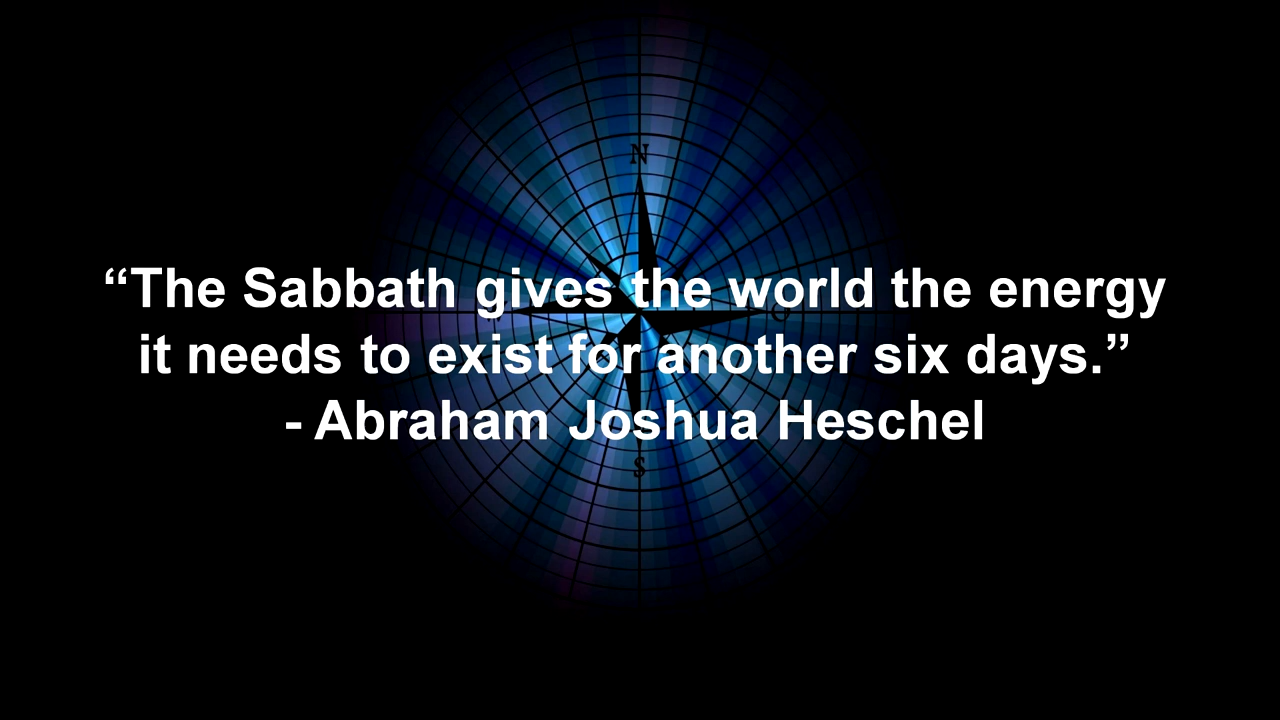 N
“The Sabbath gives the world the energy
it needs to exist for another six days.”
- Abraham Joshua Heschel
S